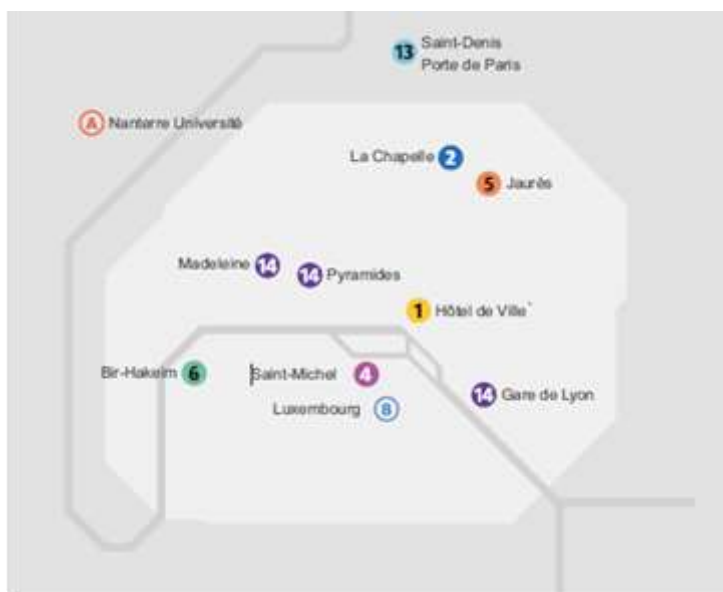 13 Saint-Denis
Porte de Paris
A Nanterre Université
La Chapelle 2
5 Jaurès
Madeleine 14
14 Pyramides
1 Hôtel de Ville`
Bir-Hakeim 6
Saint-Michel 4
14 Gare de Lyon
Luxembourg B